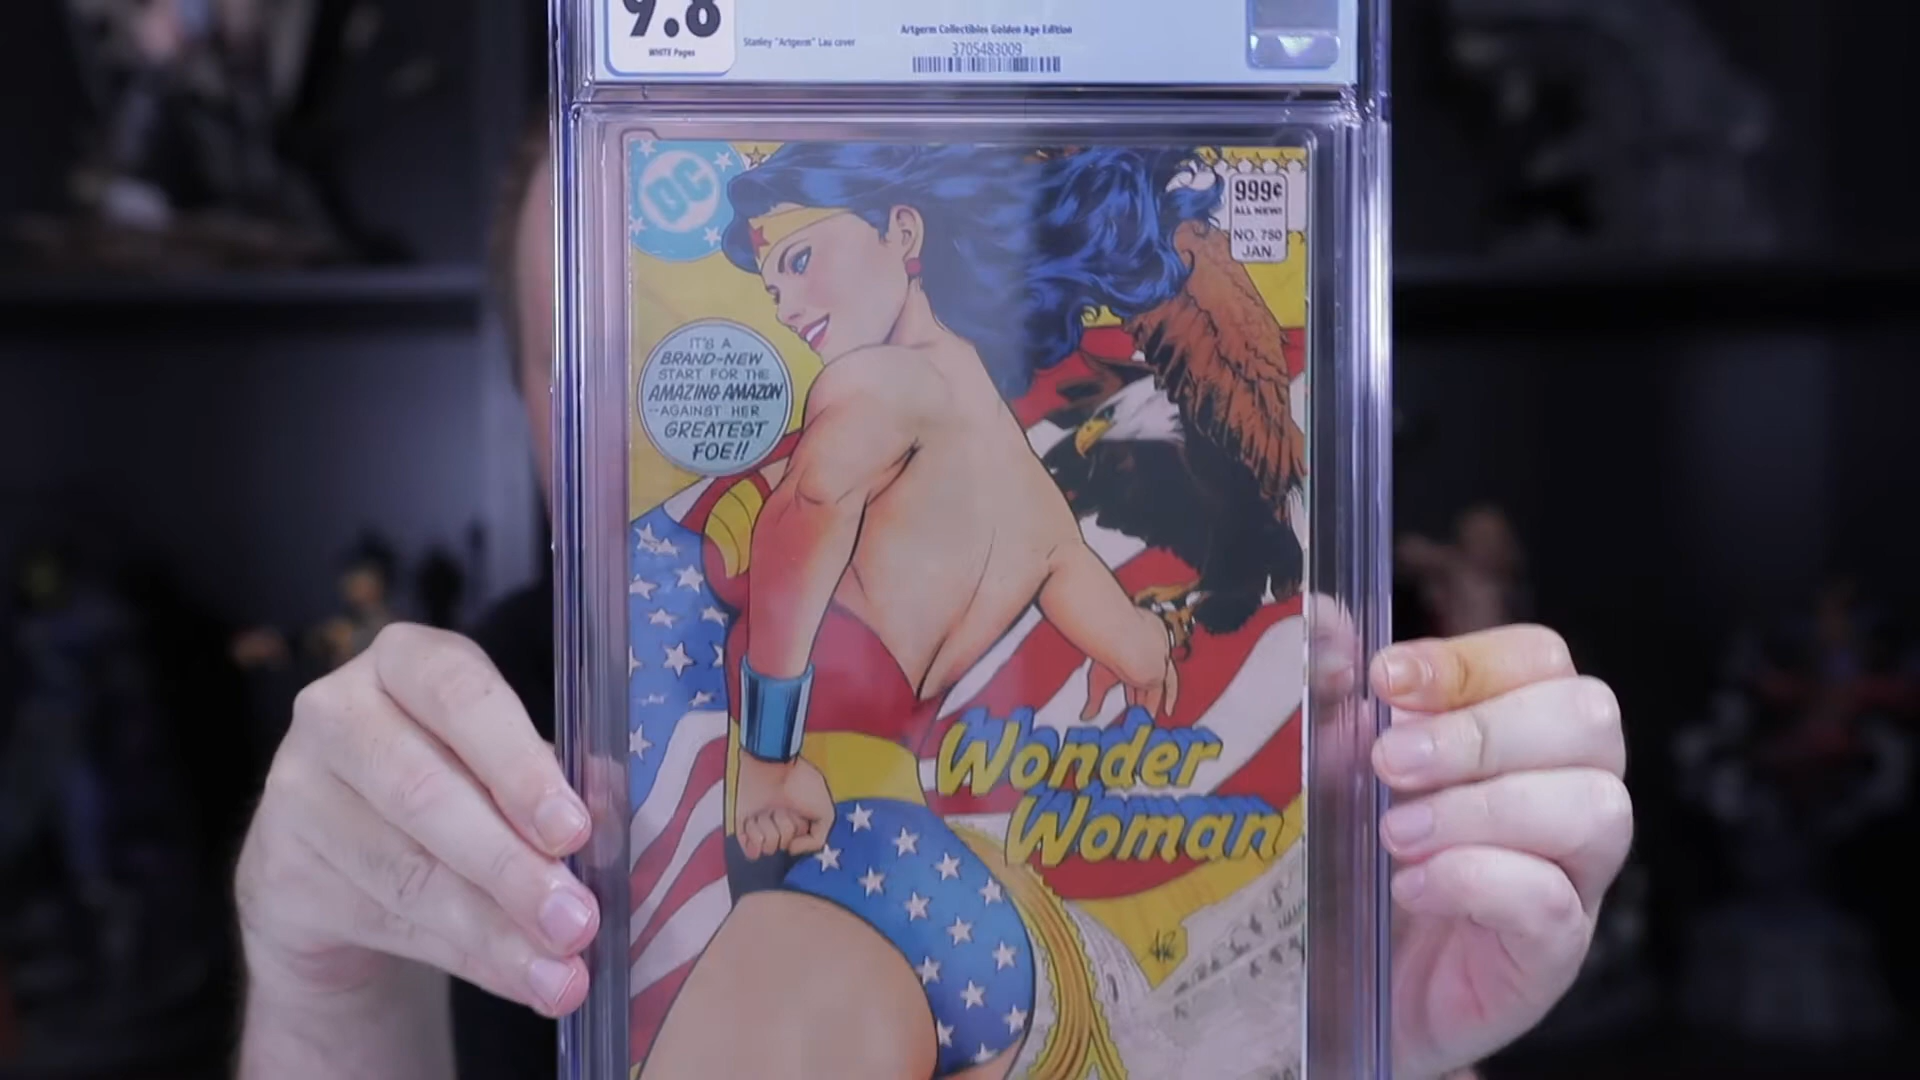 9.8
WHITE Pages
Stanley "Artgerm" Lau cover
Artgerm Collectibles Golden Age Edition
3705483009
DC
999¢
ALL NEW!
NO. 750
JAN.
IT'S A
BRAND-NEW
START FOR THE
AMAZING AMAZON
--AGAINST HER
GREATEST
FOE!!
Wonder
Woman